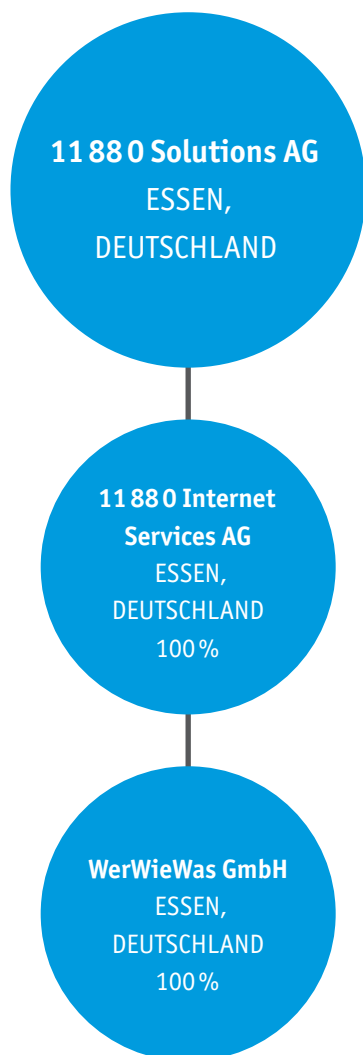 11 88 0 Solutions AG
ESSEN,
DEUTSCHLAND
11 88 0 Internet
Services AG
ESSEN,
DEUTSCHLAND
100 %
WerWieWas GmbH
ESSEN,
DEUTSCHLAND
100 %